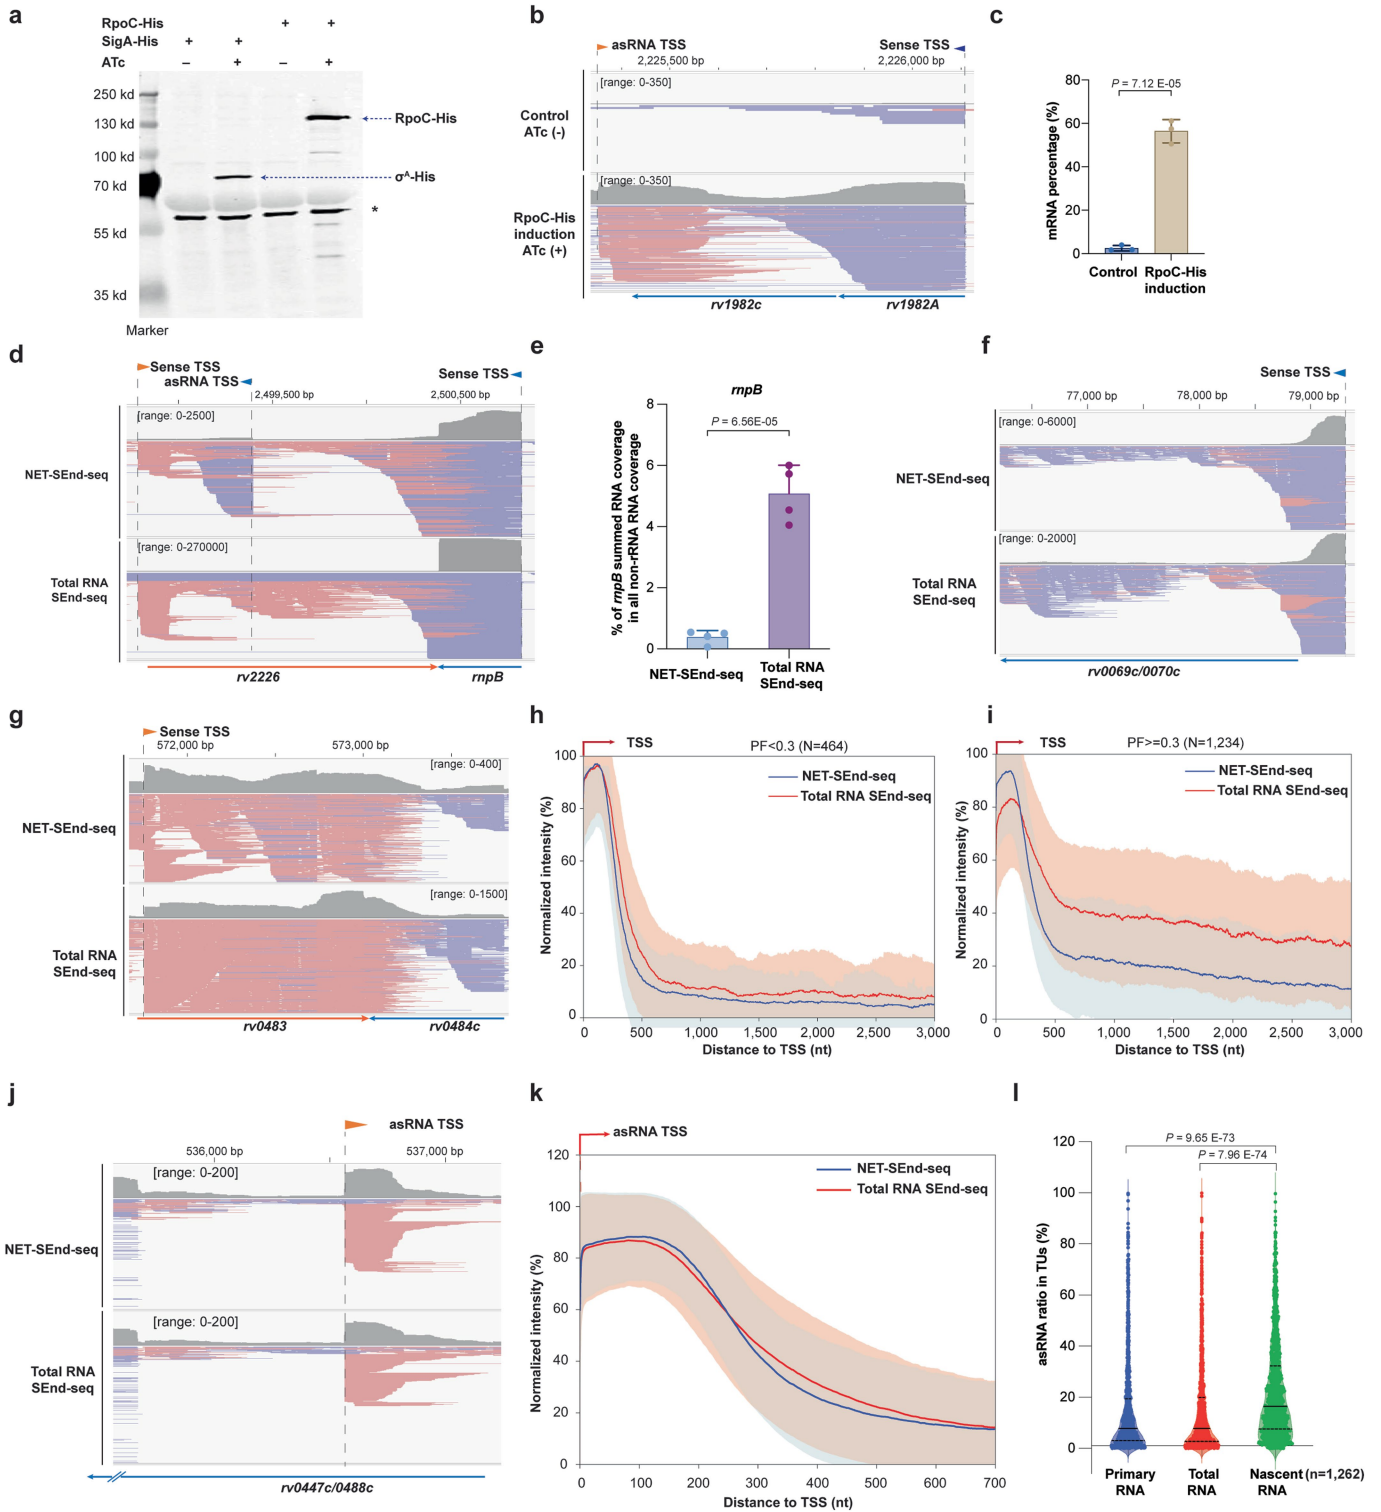 a
RpoC-His + +
SigA-His + +
ATc – + – +
250 kd
130 kd
100 kd
70 kd
55 kd
35 kd
RpoC-His
σᴬ-His
*
Marker
b
asRNA TSS
Sense TSS
2,225,500 bp
2,226,000 bp
[range: 0-350]
Control
ATc (-)
[range: 0-350]
RpoC-His
induction
ATc (+)
rv1982c
rv1982A
c
mRNA percentage (%)
80
60
40
20
0
P = 7.12 E-05
Control
RpoC-His
induction
d
Sense TSS
asRNA TSS
Sense TSS
2,499,500 bp
2,500,500 bp
[range: 0-2500]
NET-SEnd-seq
[range: 0-270000]
Total RNA
SEnd-seq
rv2226
rnpB
e
rnpB
% of rnpB summed RNA coverage
in all non-rRNA RNA coverage
8
6
4
2
0
P = 6.56E-05
NET-SEnd-seq
Total RNA
SEnd-seq
f
Sense TSS
77,000 bp
78,000 bp
79,000 bp
[range: 0-6000]
NET-SEnd-seq
[range: 0-2000]
Total RNA
SEnd-seq
rv0069c/0070c
g
Sense TSS
572,000 bp
573,000 bp
[range: 0-400]
NET-SEnd-seq
[range: 0-1500]
Total RNA
SEnd-seq
rv0483
rv0484c
h
TSS
PF<0.3 (N=464)
NET-SEnd-seq
Total RNA SEnd-seq
Normalized intensity (%)
100
80
60
40
20
0
0 500 1,000 1,500 2,000 2,500 3,000
Distance to TSS (nt)
i
TSS
PF>=0.3 (N=1,234)
NET-SEnd-seq
Total RNA SEnd-seq
Normalized intensity (%)
100
80
60
40
20
0
0 500 1,000 1,500 2,000 2,500 3,000
Distance to TSS (nt)
j
asRNA TSS
536,000 bp
537,000 bp
[range: 0-200]
NET-SEnd-seq
[range: 0-200]
Total RNA
SEnd-seq
rv0447c/0488c
k
asRNA TSS
NET-SEnd-seq
Total RNA SEnd-seq
Normalized intensity (%)
120
100
80
60
40
20
0
0 100 200 300 400 500 600 700
Distance to TSS (nt)
l
asRNA ratio in TUs (%)
120
100
80
60
40
20
0
P = 9.65 E-73
P = 7.96 E-74
Primary
RNA
Total
RNA
Nascent (n=1,262)
RNA